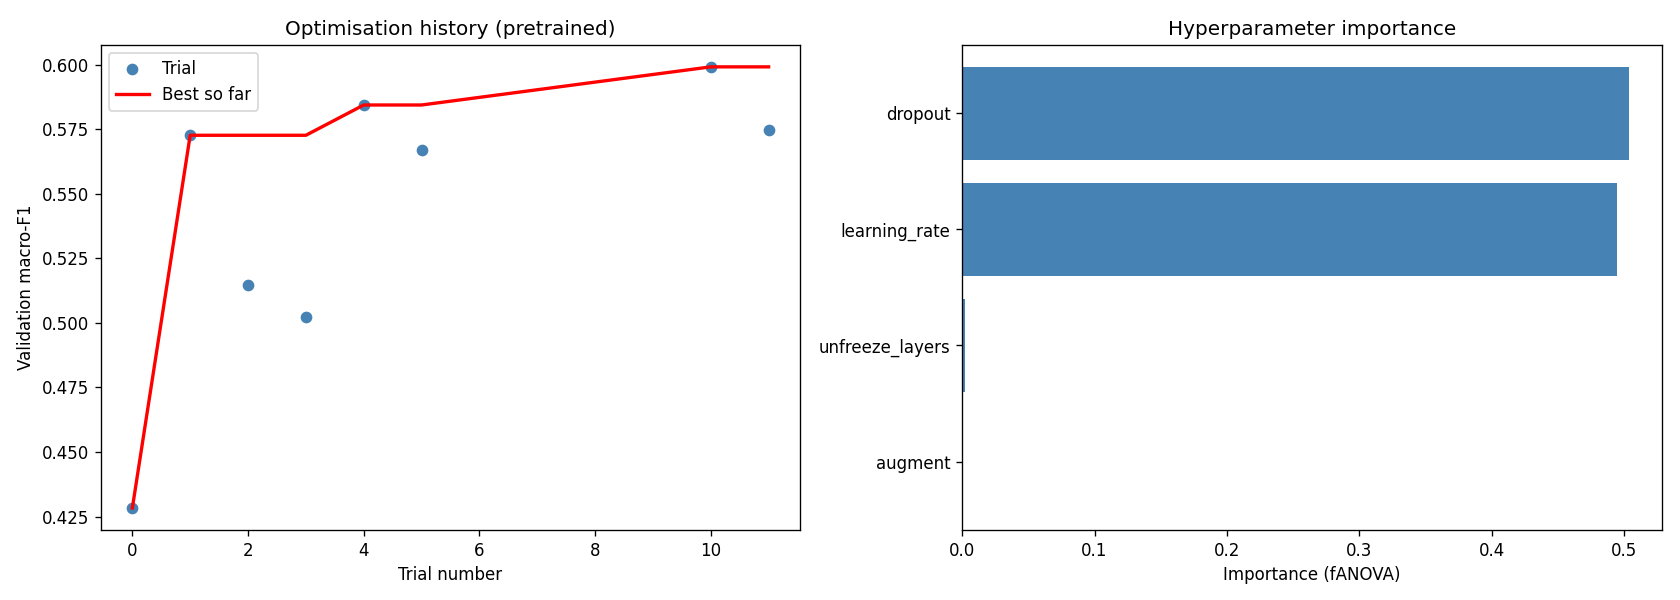 Optimisation history (pretrained)
Trial
Best so far
0.600
0.575
0.550
0.525
0.500
0.475
0.450
0.425
Validation macro-F1
0 2 4 6 8 10
Trial number
Hyperparameter importance
dropout
learning_rate
unfreeze_layers
augment
0.0 0.1 0.2 0.3 0.4 0.5
Importance (fANOVA)